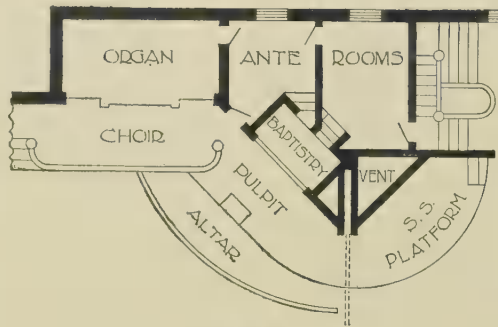 ORGAN
ANTE
ROOMS
CHOIR
BAPTISTRY
VENT
PULPIT
S. S.
PLATFORM
ALTAR